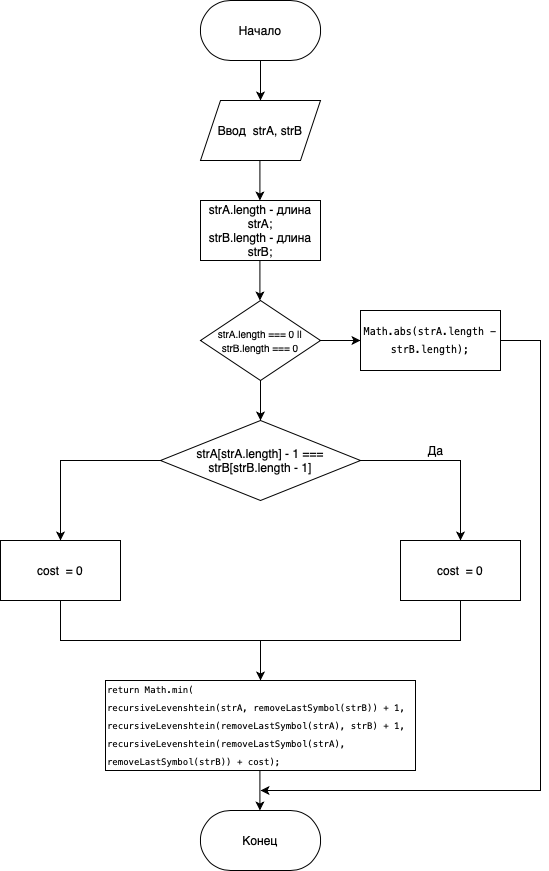 Начало
Ввод strA, strB
strA.length - длина
strA;
strB.length - длина
strB;
strA.length === 0 ||
strB.length === 0
Math.abs(strA.length −
strB.length);
strA[strA.length] - 1 ===
strB[strB.length - 1]
Да
cost = 0
cost = 0
return Math.min(
recursiveLevenshtein(strA, removeLastSymbol(strB)) + 1,
recursiveLevenshtein(removeLastSymbol(strA), strB) + 1,
recursiveLevenshtein(removeLastSymbol(strA),
removeLastSymbol(strB)) + cost);
Конец